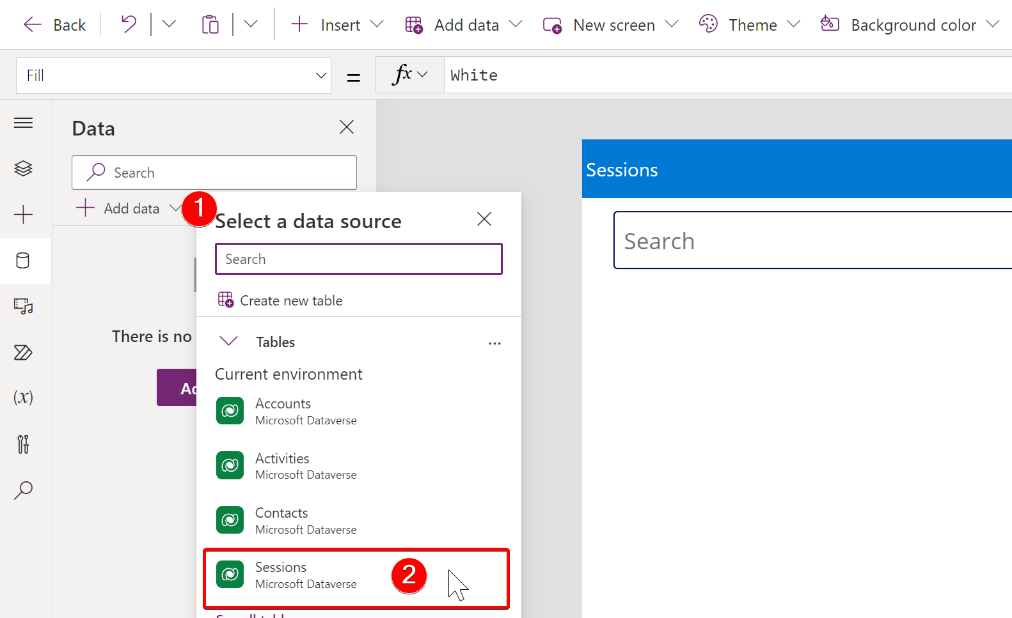 Back
Insert
Add data
New screen
Theme
Background color
Fill
=
fx
White
Data
Search
Add data
1
There is no
Select a data source
Search
Create new table
Tables
Current environment
Accounts
Microsoft Dataverse
Activities
Microsoft Dataverse
Contacts
Microsoft Dataverse
Sessions
Microsoft Dataverse
2
(x)
Sessions
Search